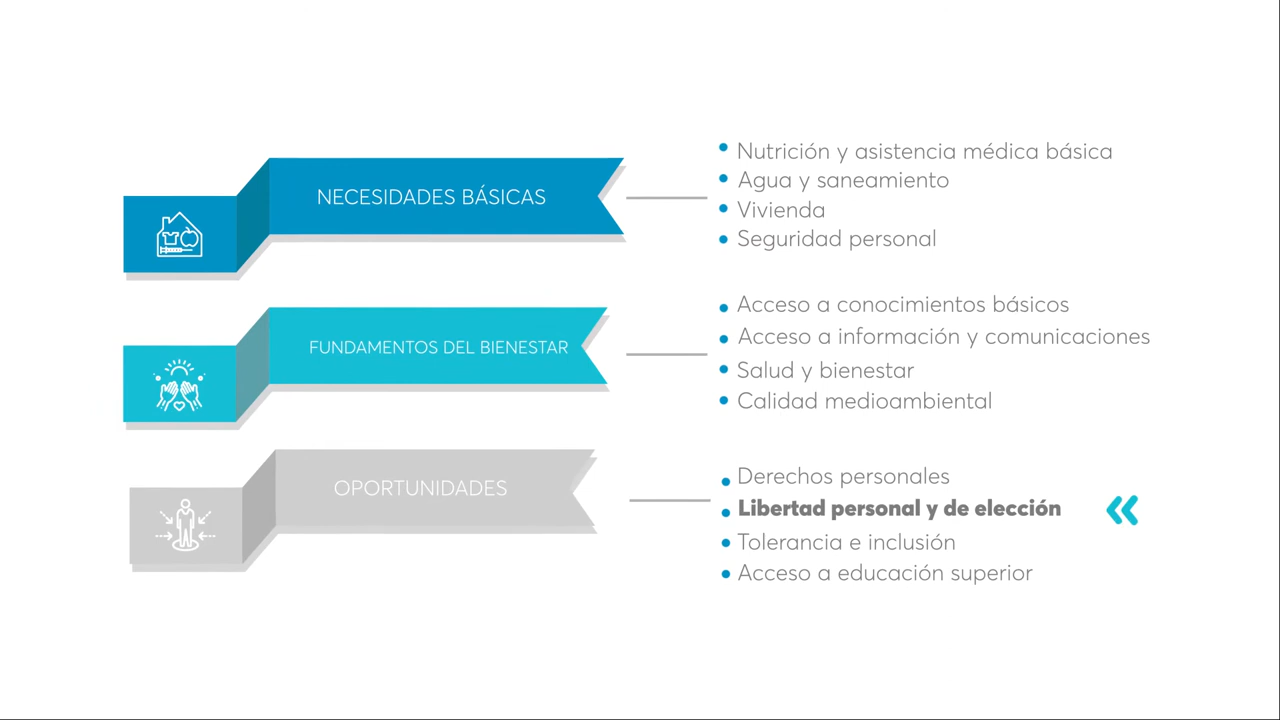 NECESIDADES BÁSICAS
Nutrición y asistencia médica básica
Agua y saneamiento
Vivienda
Seguridad personal
FUNDAMENTOS DEL BIENESTAR
Acceso a conocimientos básicos
Acceso a información y comunicaciones
Salud y bienestar
Calidad medioambiental
OPORTUNIDADES
Derechos personales
Libertad personal y de elección
Tolerancia e inclusión
Acceso a educación superior